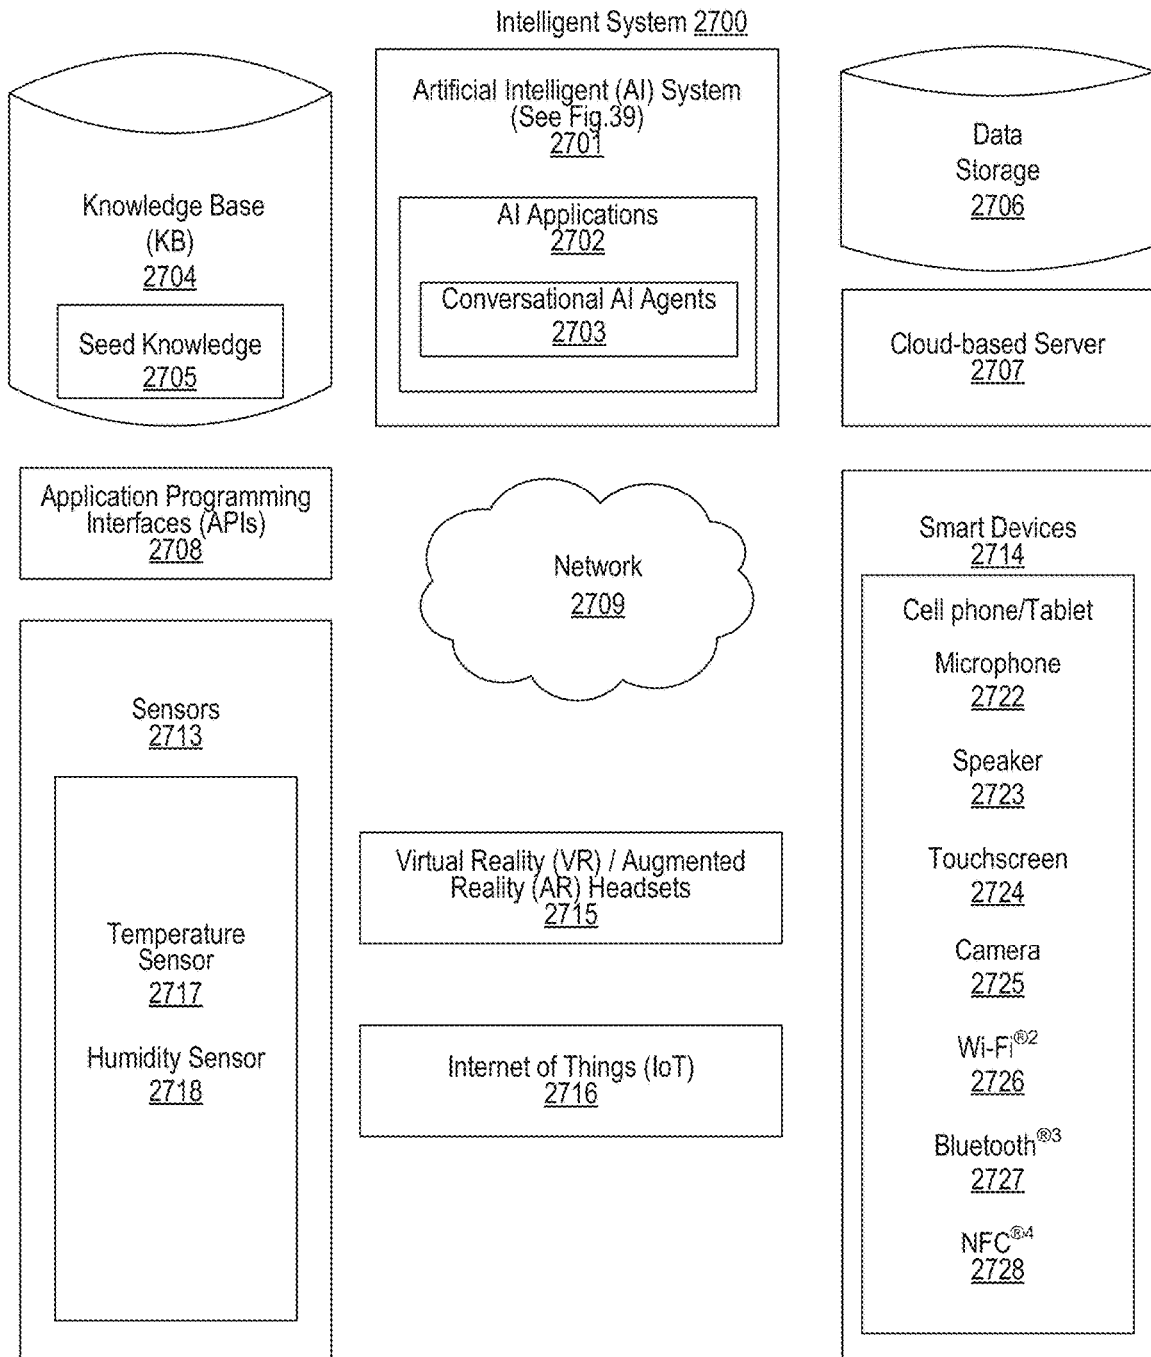 Intelligent System 2700
Knowledge Base
(KB)
2704
Seed Knowledge
2705
Artificial Intelligent (AI) System
(See Fig.39)
2701
AI Applications
2702
Conversational AI Agents
2703
Data
Storage
2706
Cloud-based Server
2707
Application Programming
Interfaces (APIs)
2708
Network
2709
Sensors
2713
Temperature
Sensor
2717
Humidity Sensor
2718
Virtual Reality (VR) / Augmented
Reality (AR) Headsets
2715
Internet of Things (IoT)
2716
Smart Devices
2714
Cell phone/Tablet
Microphone
2722
Speaker
2723
Touchscreen
2724
Camera
2725
Wi-Fi®2
2726
Bluetooth®3
2727
NFC®4
2728